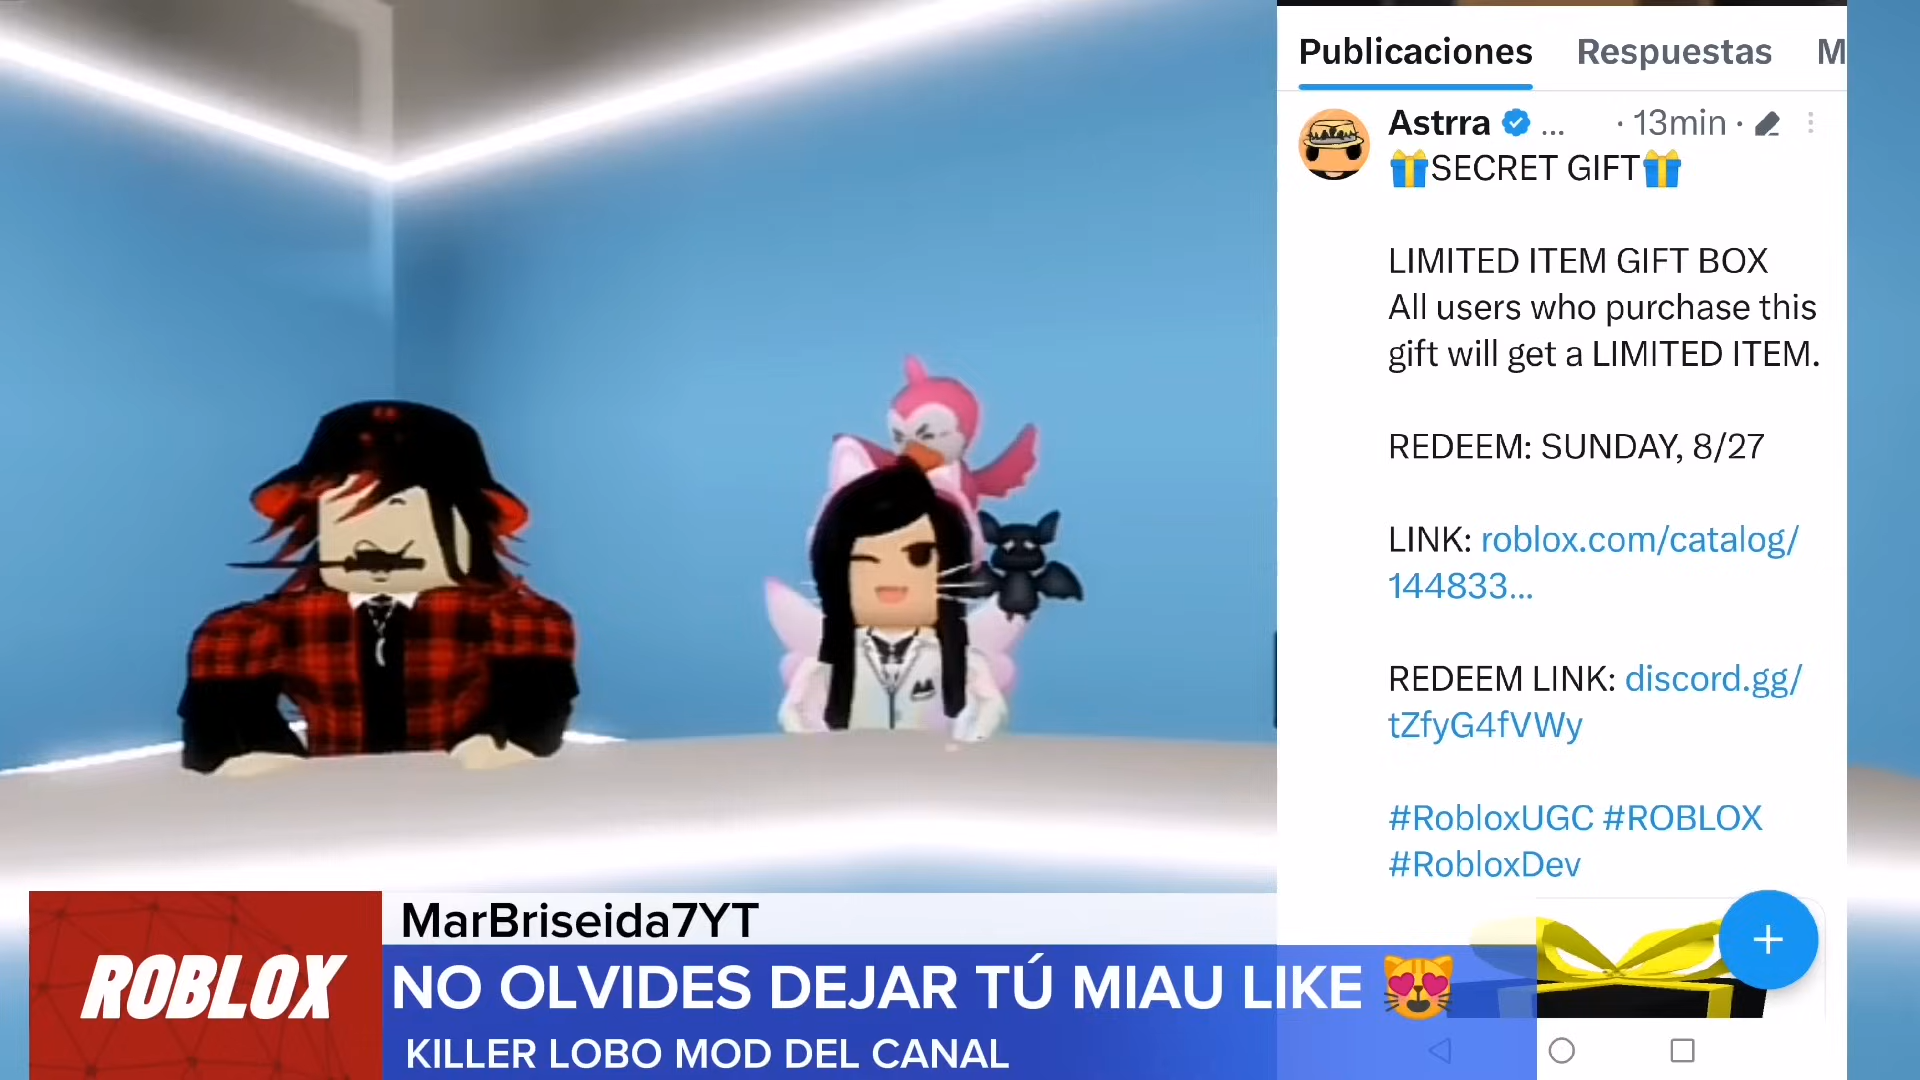 Publicaciones Respuestas M
Astrra ... · 13min ·
🎁SECRET GIFT🎁
LIMITED ITEM GIFT BOX
All users who purchase this
gift will get a LIMITED ITEM.
REDEEM: SUNDAY, 8/27
LINK: roblox.com/catalog/
144833...
REDEEM LINK: discord.gg/
tZfyG4fVWy
#RobloxUGC #ROBLOX
#RobloxDev
MarBriseida7YT
ROBLOX
NO OLVIDES DEJAR TÚ MIAU LIKE 😻
KILLER LOBO MOD DEL CANAL